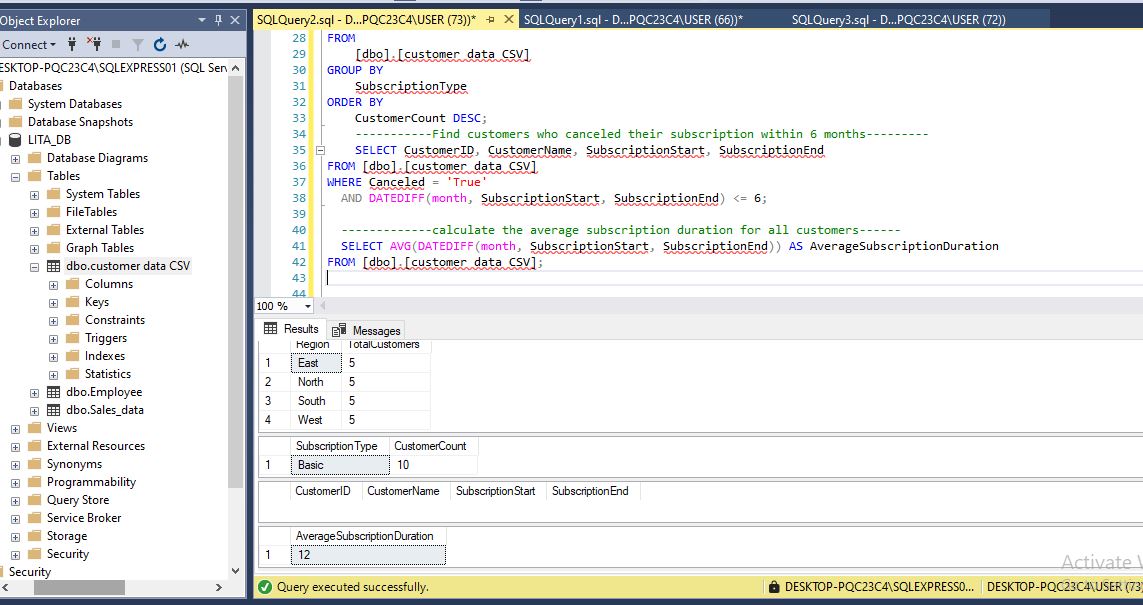 Object Explorer
Connect
ESKTOP-PQC23C4\SQLEXPRESS01 (SQL Serv
Databases
System Databases
Database Snapshots
LITA_DB
Database Diagrams
Tables
System Tables
FileTables
External Tables
Graph Tables
dbo.customer data CSV
Columns
Keys
Constraints
Triggers
Indexes
Statistics
dbo.Employee
dbo.Sales_data
Views
External Resources
Synonyms
Programmability
Query Store
Service Broker
Storage
Security
Security
SQLQuery2.sql - D...PQC23C4\USER (73))* SQLQuery1.sql - D...PQC23C4\USER (66))* SQLQuery3.sql - D...PQC23C4\USER (72))
28 FROM
29 [dbo].[customer data CSV]
30 GROUP BY
31 SubscriptionType
32 ORDER BY
33 CustomerCount DESC;
34 -----------Find customers who canceled their subscription within 6 months---------
35 SELECT CustomerID, CustomerName, SubscriptionStart, SubscriptionEnd
36 FROM [dbo].[customer data CSV]
37 WHERE Canceled = 'True'
38 AND DATEDIFF(month, SubscriptionStart, SubscriptionEnd) <= 6;
39
40 -------------calculate the average subscription duration for all customers------
41 SELECT AVG(DATEDIFF(month, SubscriptionStart, SubscriptionEnd)) AS AverageSubscriptionDuration
42 FROM [dbo].[customer data CSV];
43
44
100 %
Results Messages
Region TotalCustomers
1 East 5
2 North 5
3 South 5
4 West 5
SubscriptionType CustomerCount
1 Basic 10
CustomerID CustomerName SubscriptionStart SubscriptionEnd
AverageSubscriptionDuration
1 12
Activate
Query executed successfully. DESKTOP-PQC23C4\SQLEXPRESS0... DESKTOP-PQC23C4\USER (73